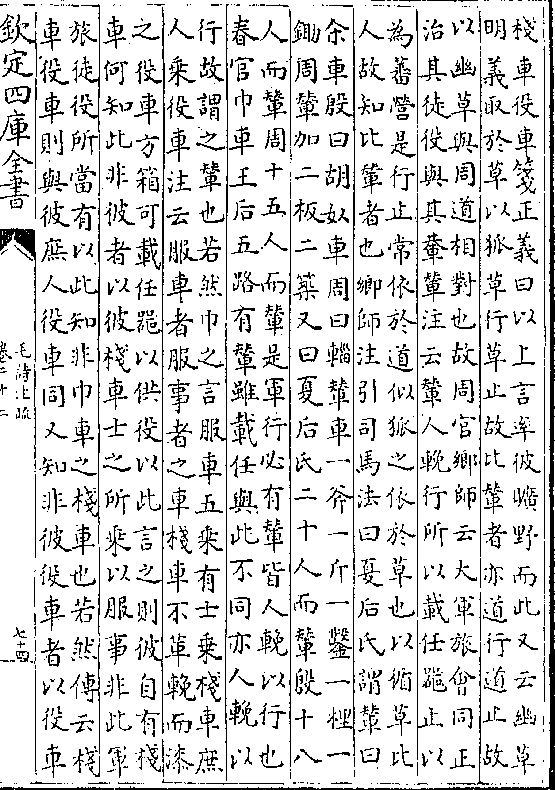 棧車役車箋正義曰以上言率彼曠野而此又云幽草
明義取於草以狐草行草止故比輦者亦道行道止故
以幽草與周道相對也故周官鄉師云大軍旅會同正
治其徒役與其輂輦注云輦人輓行所以載任器止以
為蕃營是行止常依於道似狐之依於草也以循草比
人故知比輦者也鄉師注引司馬法曰夏后氏謂輦曰
余車殷曰胡奴車周曰輜輦車一斧一斤一鑿一梩一
鋤周輦加二板二築又曰夏后氏二十人而輦殷十八
人而輦周十五人而輦是軍行必有輦皆人輓以行也
春官巾車王后五路有輦雖載任與此不同亦人輓以
行故謂之輦也若然巾之言服車五乘有士乘棧車庶
人乘役車注云服車者服事者之車棧車不革輓而漆
之役車方箱可載任器以供役以此言之則彼自有棧
車何知此非彼者以彼棧車士之所乘以服事非此軍
旅徒役所當有以此知非巾車之棧車也若然傳云棧
車役車則與彼庶人役車同又知非彼役車者以役車
欽定四庫全書
毛詩注疏
卷二十二
七十四